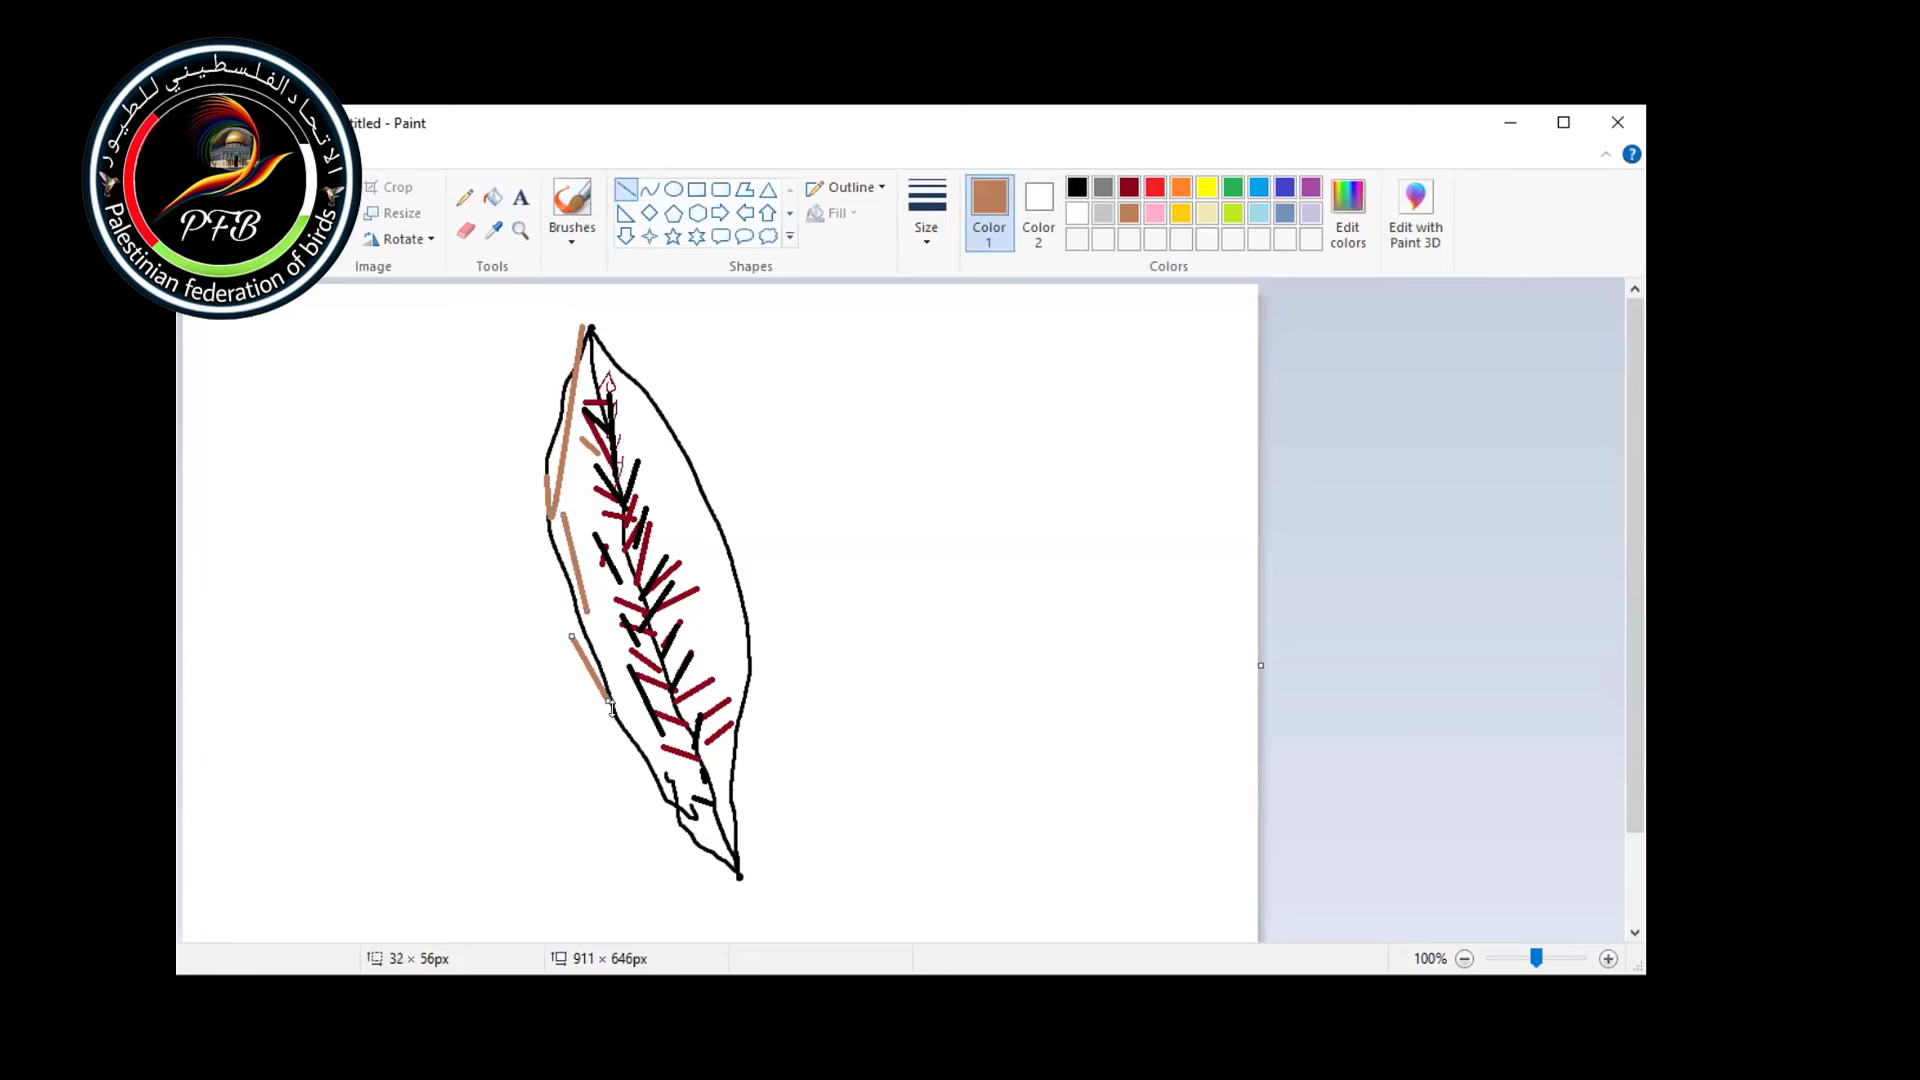 الاتحاد الفلسطيني للطيور
PFB
Palestinian federation of birds
titled - Paint
Crop
Resize
Rotate
Image
Tools
Brushes
Shapes
Outline
Fill
Size
Color
1
Color
2
Edit
colors
Edit with
Paint 3D
Colors
32 × 56px
911 × 646px
100%